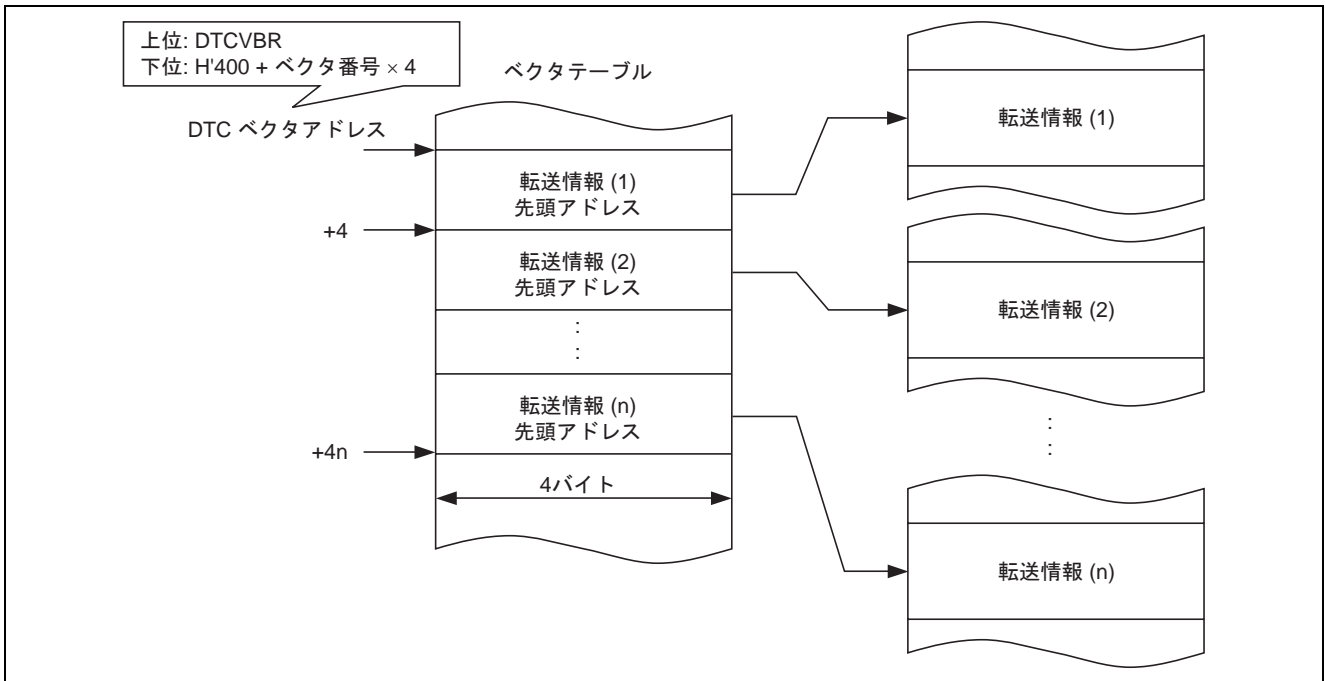 上位: DTCVBR
下位: H'400 + ベクタ番号 × 4
ベクタテーブル
DTC ベクタアドレス
転送情報 (1)
先頭アドレス
+4
転送情報 (2)
先頭アドレス
:
:
転送情報 (n)
先頭アドレス
+4n
4バイト
転送情報 (1)
転送情報 (2)
:
:
転送情報 (n)